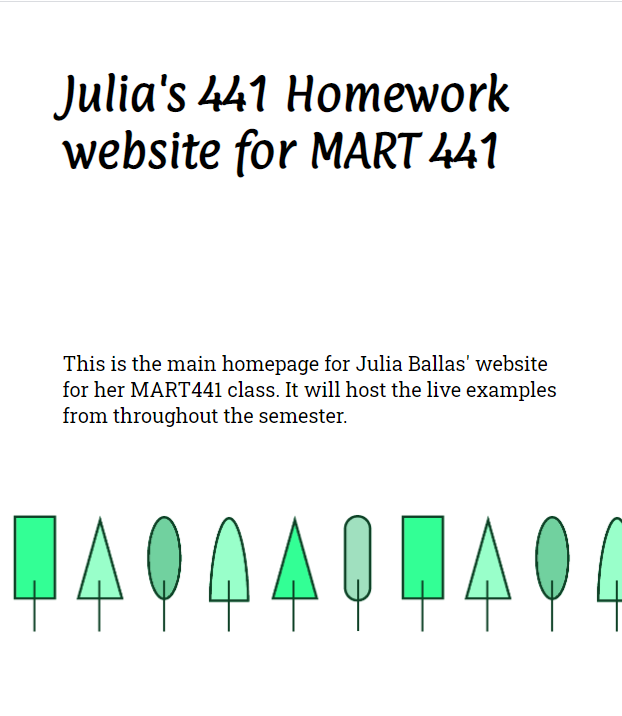 Julia's 441 Homework
website for MART 441
This is the main homepage for Julia Ballas' website
for her MART441 class. It will host the live examples
from throughout the semester.